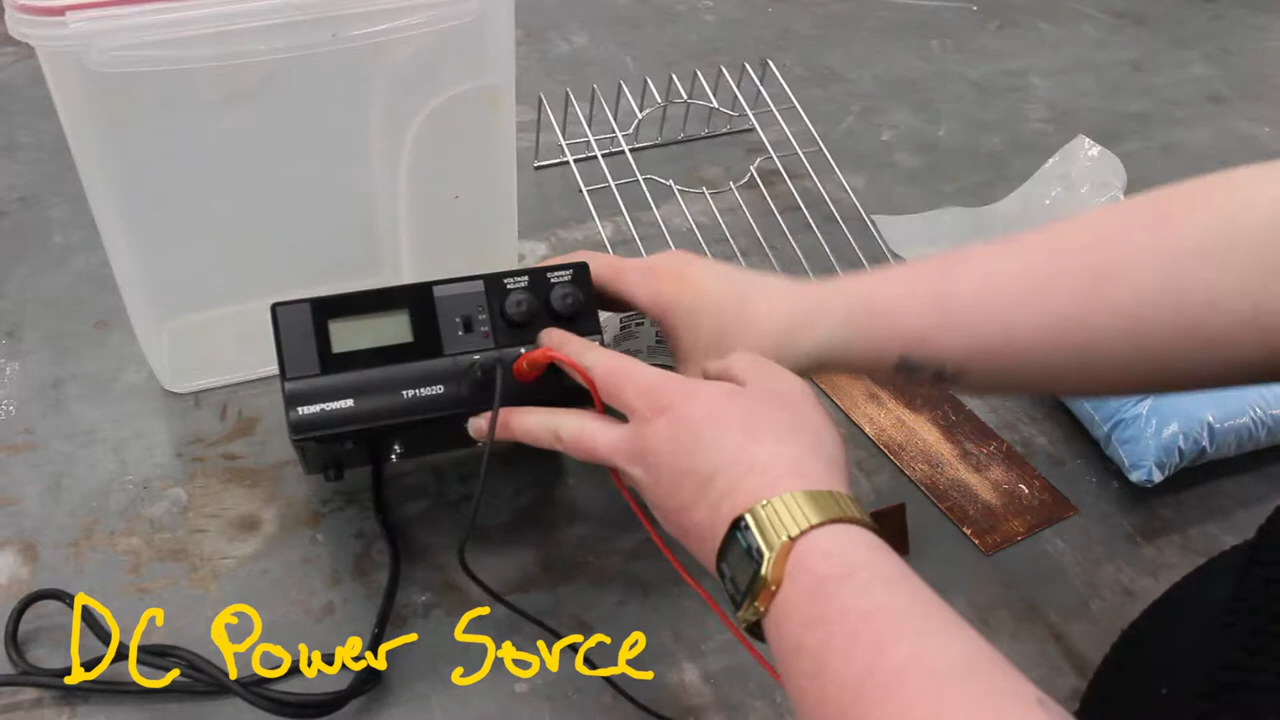 VOLTAGE ADJUST
CURRENT ADJUST
TEKPOWER
TP1502D
DC Power Sorce